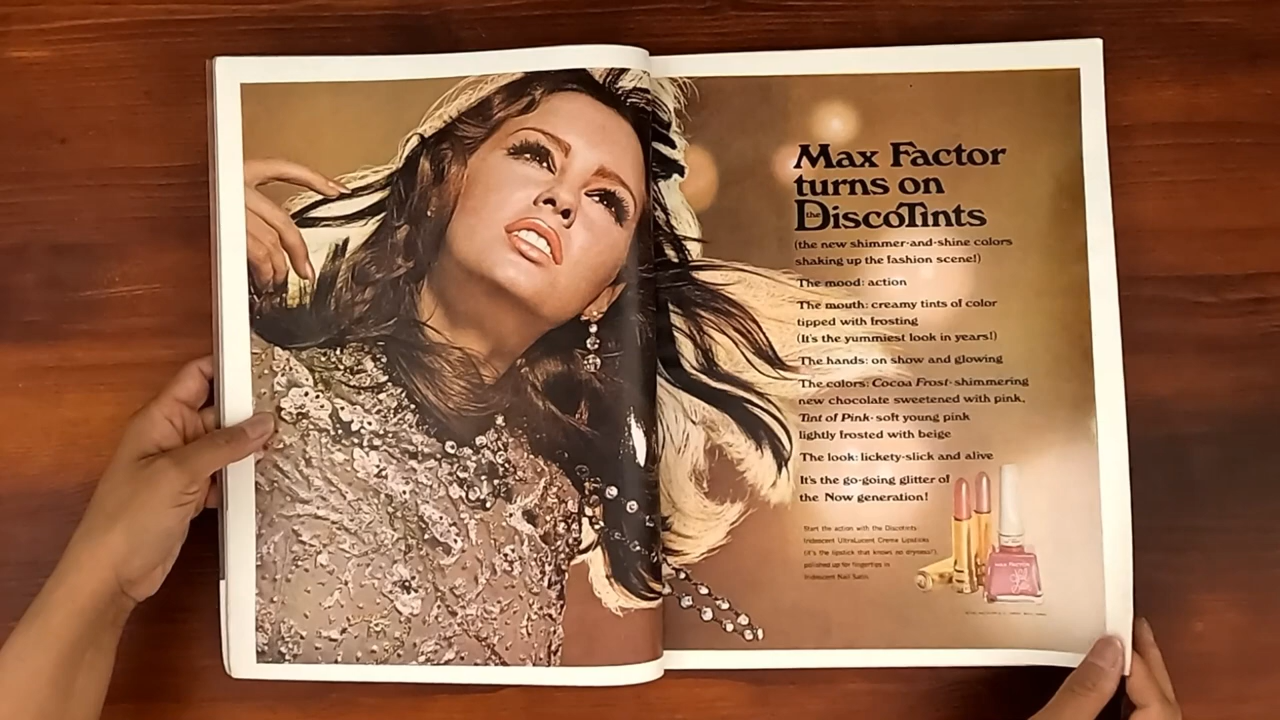 Max Factor
turns on
the DiscoTints
(the new shimmer-and-shine colors
shaking up the fashion scene!)
The mood: action
The mouth: creamy tints of color
tipped with frosting
(It's the yummiest look in years!)
The hands: on show and glowing
The colors: Cocoa Frost-shimmering
new chocolate sweetened with pink,
Tint of Pink-soft young pink
lightly frosted with beige
The look: lickety-slick and alive
It's the go-going glitter of
the Now generation!
Start the action with the Discotints:
Iridescent UltraLucent Creme Lipsticks
(it's the lipstick that knows no dryness!),
polished up for fingertips in
Iridescent Nail Satin.
max factor